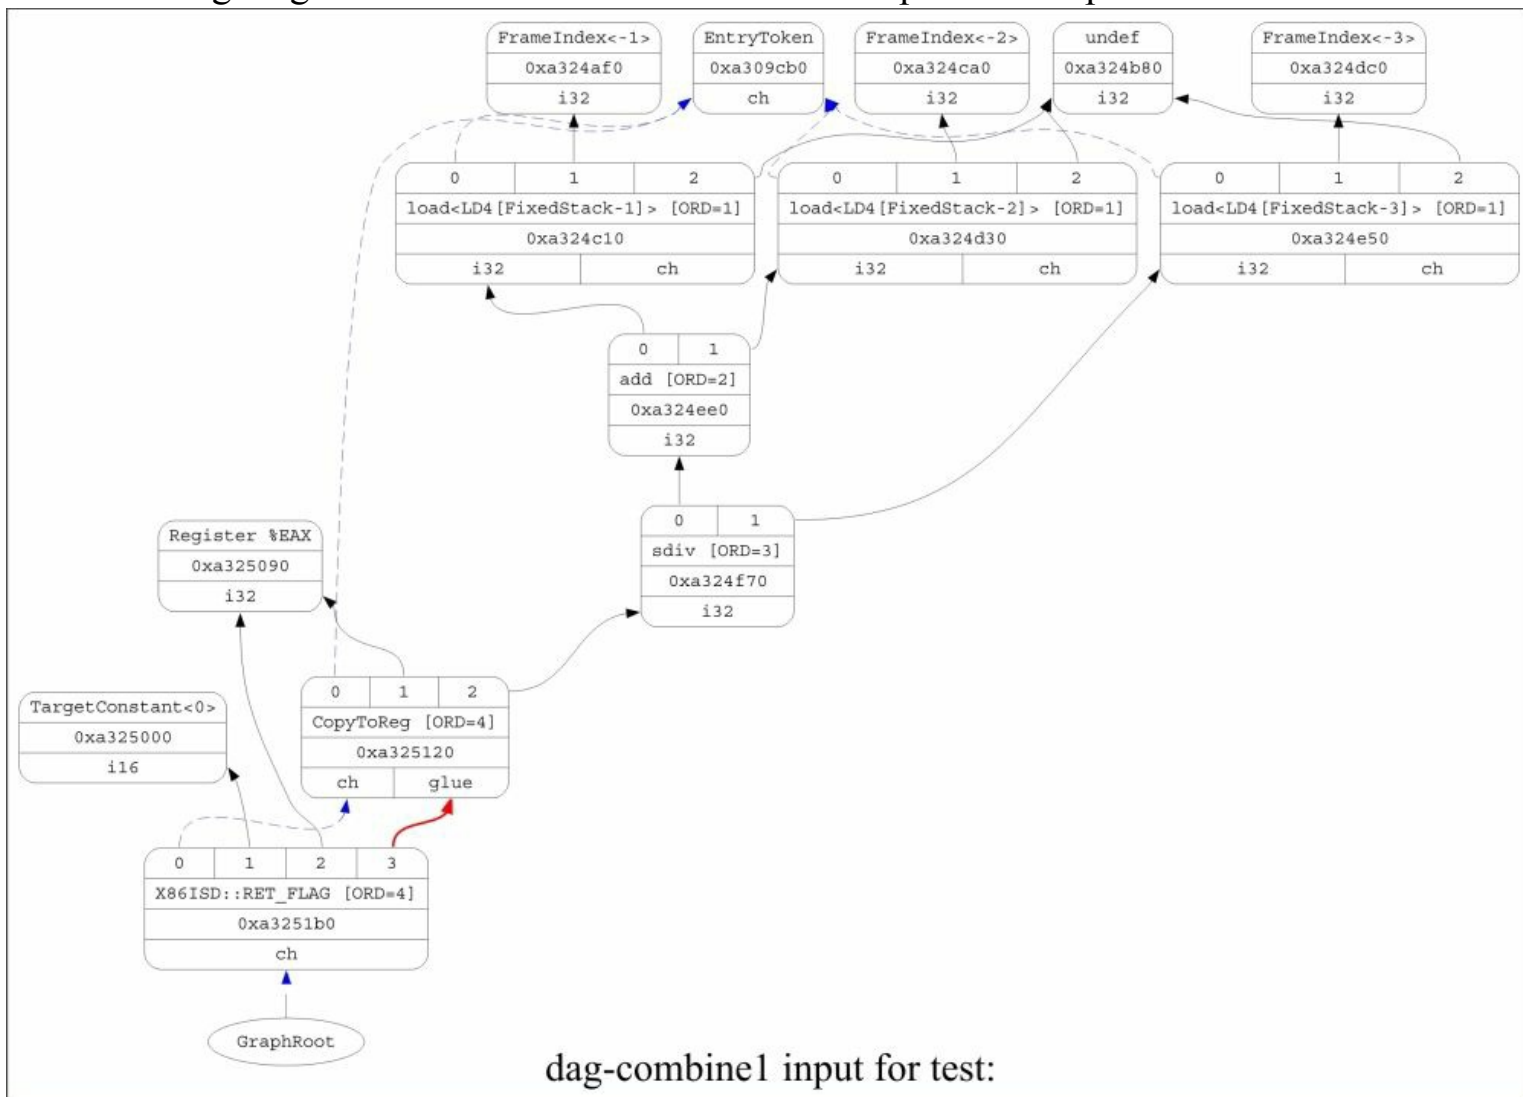 FrameIndex<-1>
0xa324af0
i32
EntryToken
0xa309cb0
ch
FrameIndex<-2>
0xa324ca0
i32
undef
0xa324b80
i32
FrameIndex<-3>
0xa324dc0
i32
0 1 2
load<LD4[FixedStack-1]> [ORD=1]
0xa324c10
i32 ch
0 1 2
load<LD4[FixedStack-2]> [ORD=1]
0xa324d30
i32 ch
0 1 2
load<LD4[FixedStack-3]> [ORD=1]
0xa324e50
i32 ch
0 1
add [ORD=2]
0xa324ee0
i32
0 1
sdiv [ORD=3]
0xa324f70
i32
Register %EAX
0xa325090
i32
0 1 2
CopyToReg [ORD=4]
0xa325120
ch glue
TargetConstant<0>
0xa325000
i16
0 1 2 3
X86ISD::RET_FLAG [ORD=4]
0xa3251b0
ch
GraphRoot
dag-combine1 input for test: